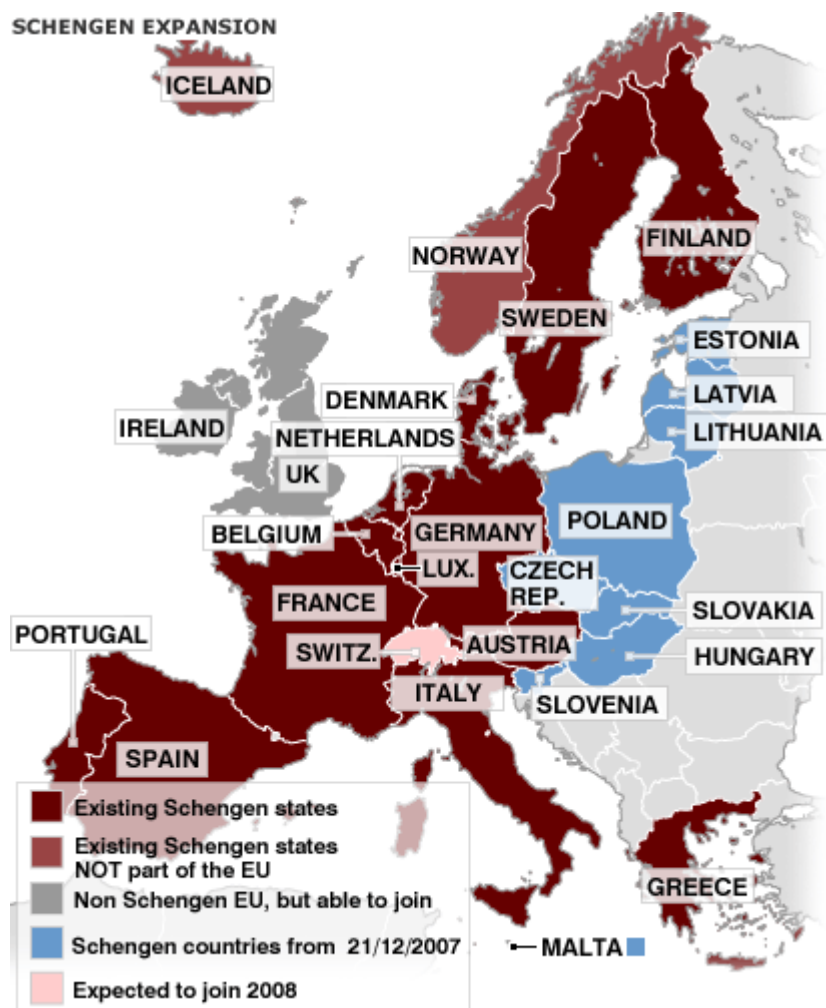 SCHENGEN EXPANSION
ICELAND
NORWAY
FINLAND
SWEDEN
ESTONIA
DENMARK
LATVIA
IRELAND
NETHERLANDS
LITHUANIA
UK
BELGIUM
GERMANY
POLAND
LUX.
CZECH
REP.
FRANCE
SLOVAKIA
PORTUGAL
SWITZ.
AUSTRIA
HUNGARY
ITALY
SLOVENIA
SPAIN
Existing Schengen states
Existing Schengen states
NOT part of the EU
GREECE
Non Schengen EU, but able to join
Schengen countries from 21/12/2007
MALTA
Expected to join 2008